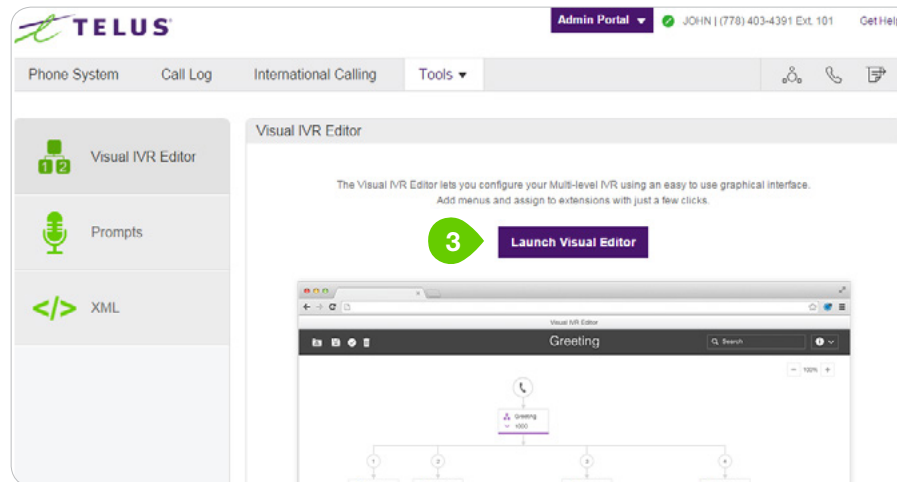 TELUS
Admin Portal
JOHN | (778) 403-4391 Ext. 101
Get Help
Phone System
Call Log
International Calling
Tools
Visual IVR Editor
Prompts
</> XML
1 2
Visual IVR Editor
The Visual IVR Editor lets you configure your Multi-level IVR using an easy to use graphical interface.
Add menus and assign to extensions with just a few clicks.
3
Launch Visual Editor
Visual IVR Editor
Greeting
Search
100%
Greeting
1000
1
2
3
4